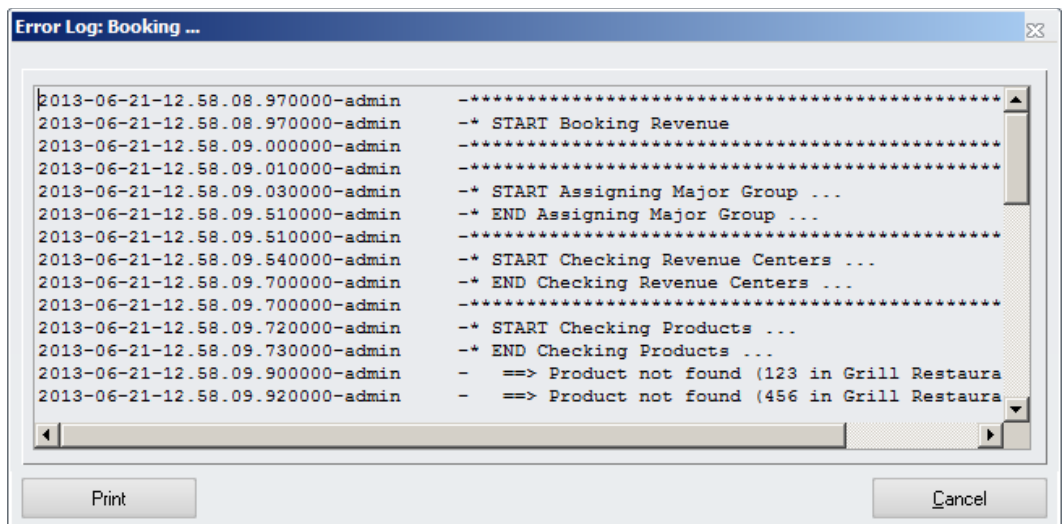 Error Log: Booking ...
2013-06-21-12.58.08.970000-admin -***********************************************
2013-06-21-12.58.08.970000-admin -* START Booking Revenue
2013-06-21-12.58.09.000000-admin -***********************************************
2013-06-21-12.58.09.010000-admin -***********************************************
2013-06-21-12.58.09.030000-admin -* START Assigning Major Group ...
2013-06-21-12.58.09.510000-admin -* END Assigning Major Group ...
2013-06-21-12.58.09.510000-admin -***********************************************
2013-06-21-12.58.09.540000-admin -* START Checking Revenue Centers ...
2013-06-21-12.58.09.700000-admin -* END Checking Revenue Centers ...
2013-06-21-12.58.09.700000-admin -***********************************************
2013-06-21-12.58.09.720000-admin -* START Checking Products ...
2013-06-21-12.58.09.730000-admin -* END Checking Products ...
2013-06-21-12.58.09.900000-admin - ==> Product not found (123 in Grill Restaura
2013-06-21-12.58.09.920000-admin - ==> Product not found (456 in Grill Restaura
Print Cancel